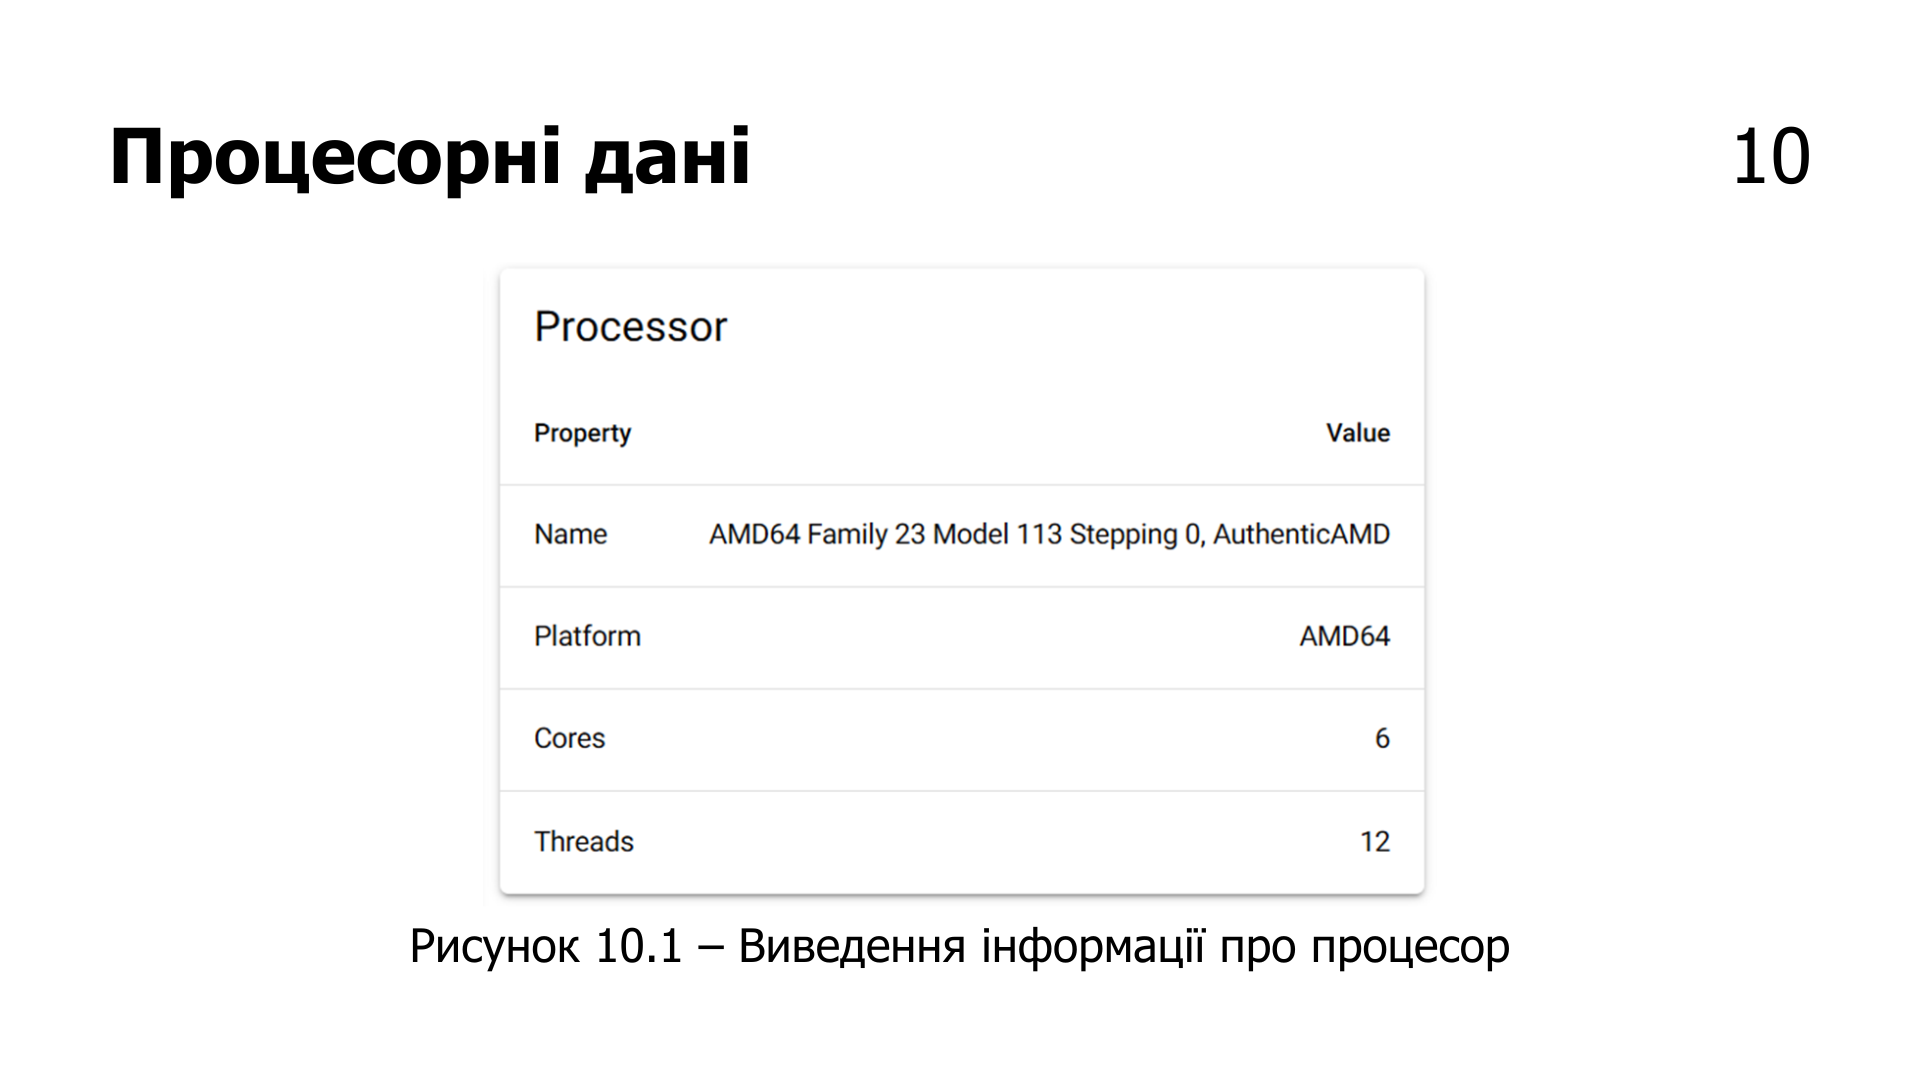 Процесорні дані 10
Processor
Property Value
Name AMD64 Family 23 Model 113 Stepping 0, AuthenticAMD
Platform AMD64
Cores 6
Threads 12
Рисунок 10.1 – Виведення інформації про процесор